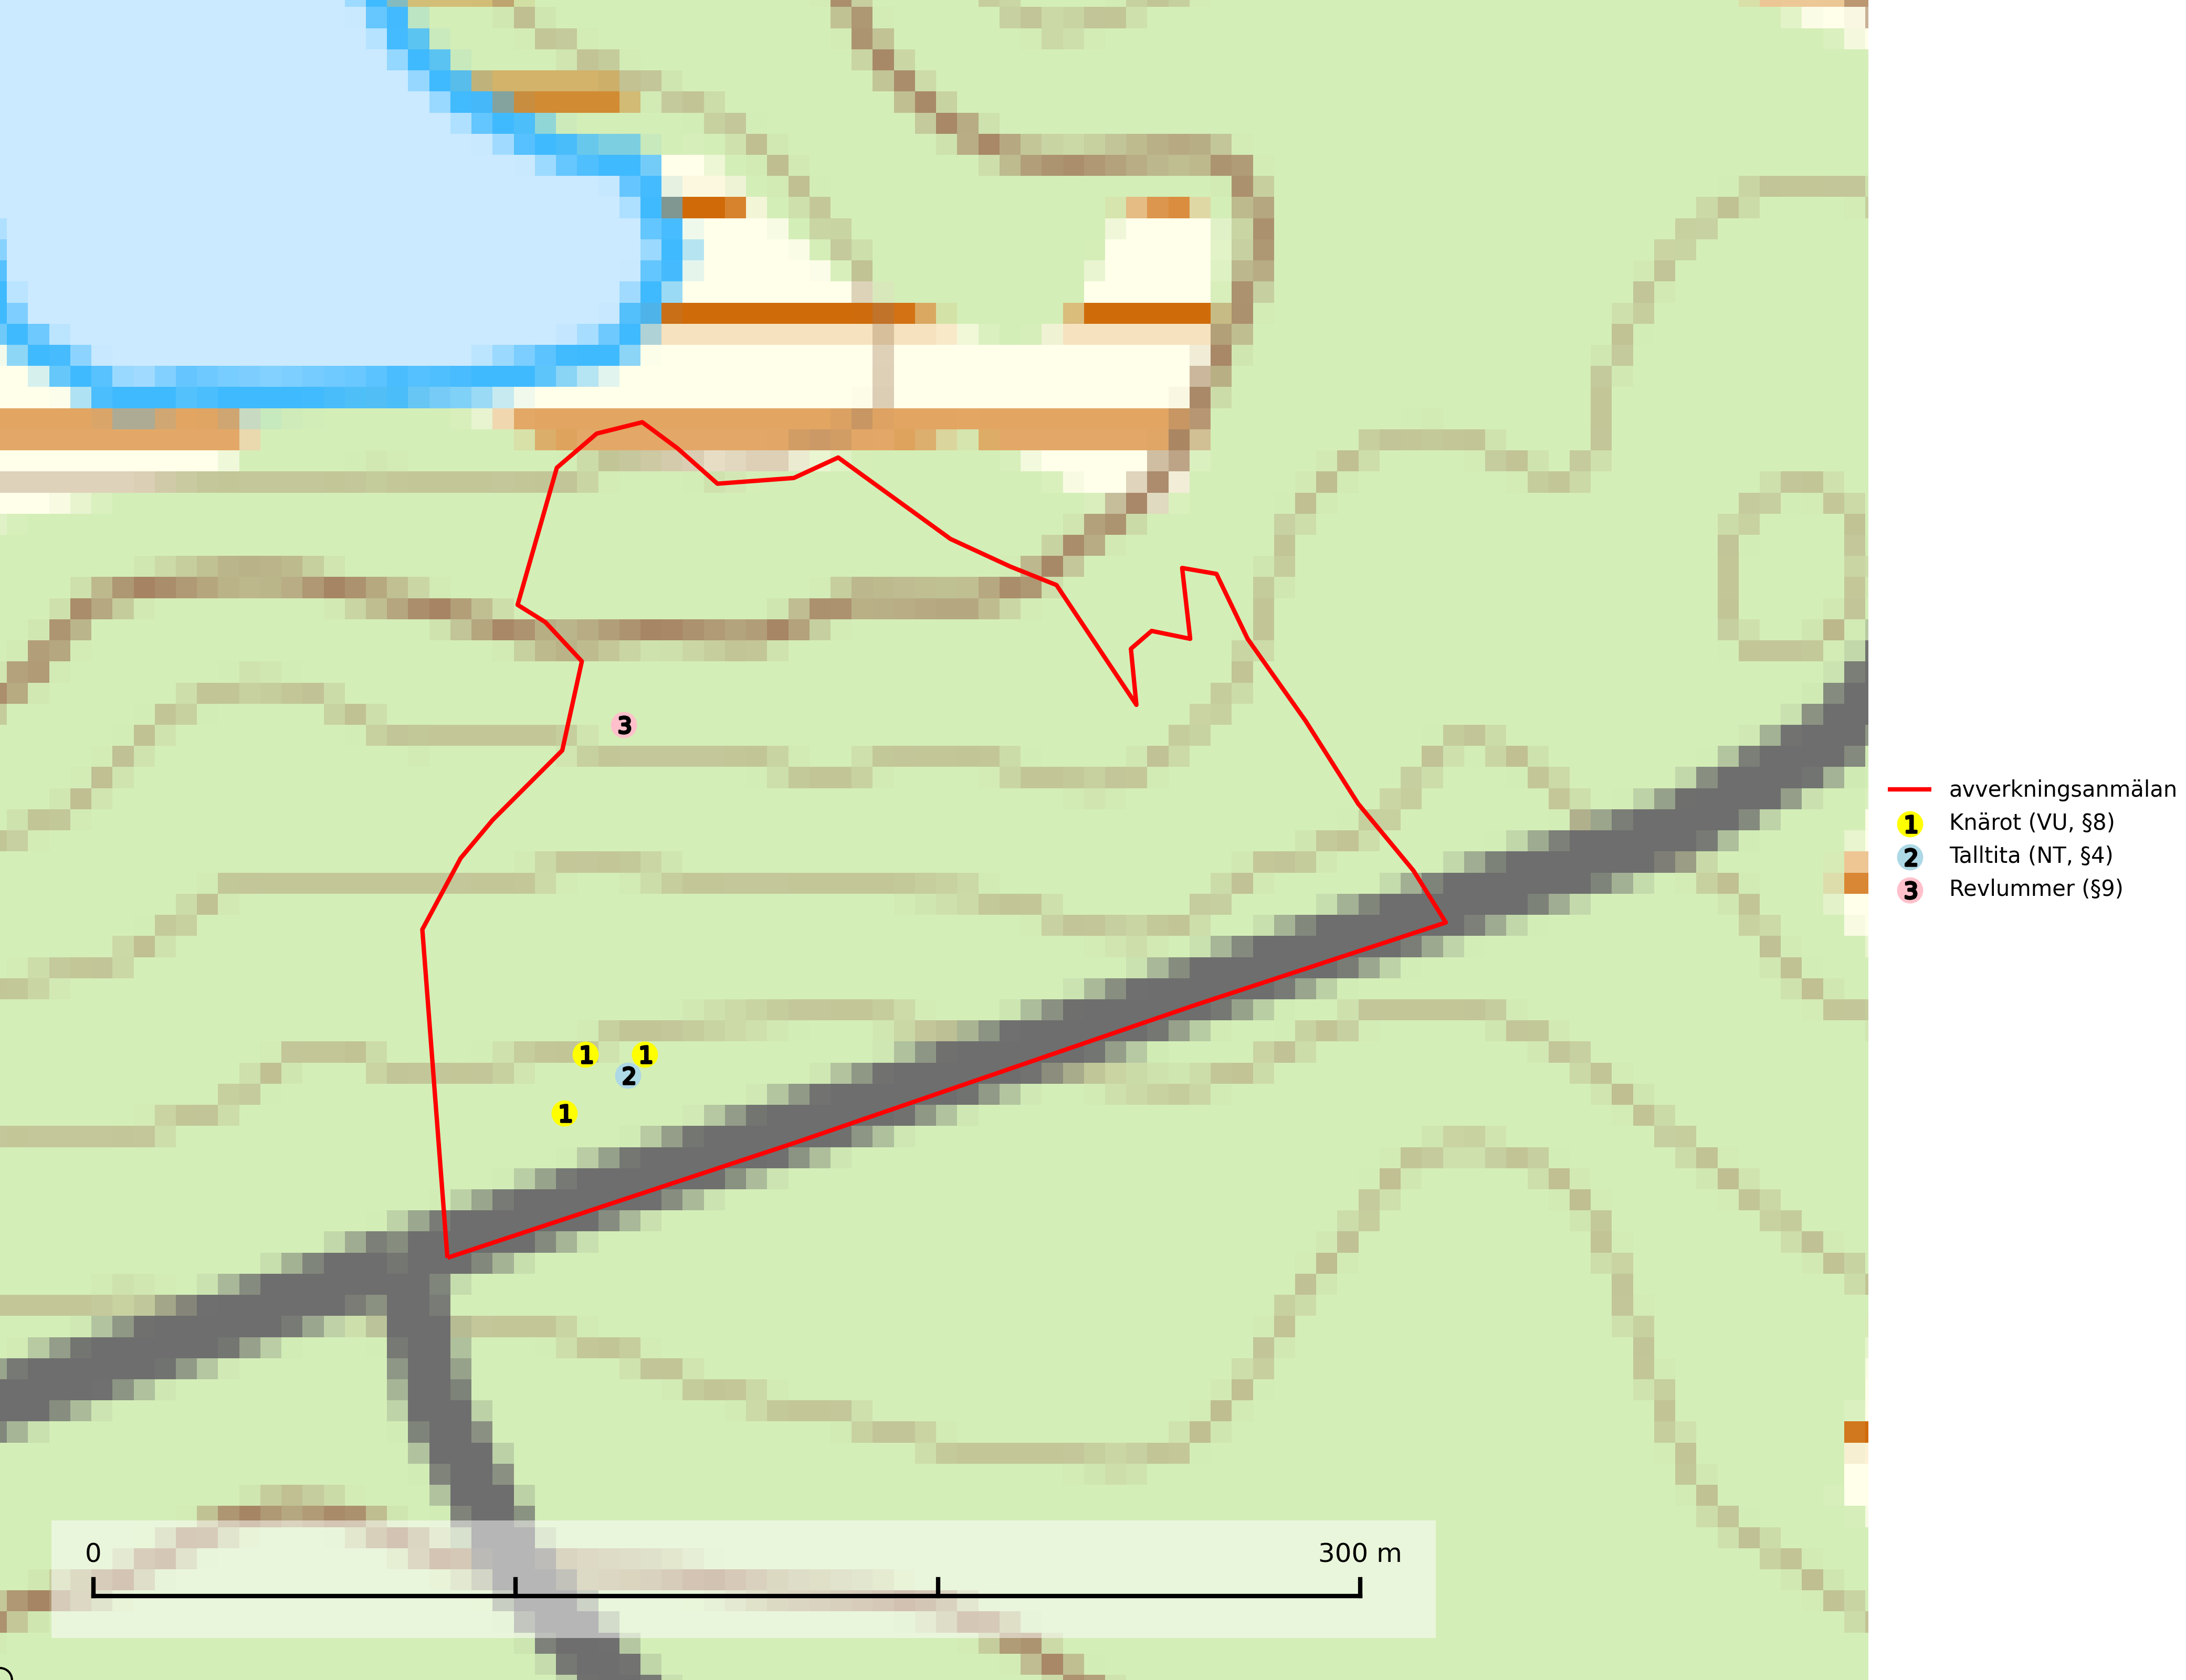 3
1 1
2
1
avverkningsanmälan
1 Knärot (VU, §8)
2 Talltita (NT, §4)
3 Revlummer (§9)
0 300 m